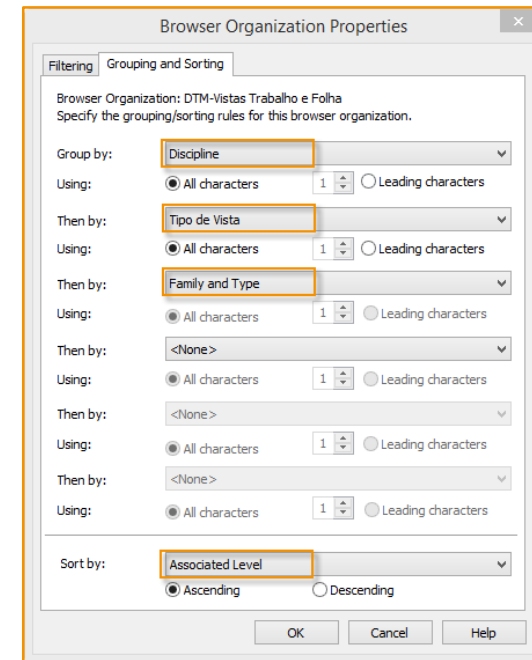 Browser Organization Properties
Filtering Grouping and Sorting
Browser Organization: DTM-Vistas Trabalho e Folha
Specify the grouping/sorting rules for this browser organization.
Group by: Discipline
Using: All characters 1 Leading characters
Then by: Tipo de Vista
Using: All characters 1 Leading characters
Then by: Family and Type
Using: All characters 1 Leading characters
Then by: <None>
Using: All characters 1 Leading characters
Then by: <None>
Using: All characters 1 Leading characters
Then by: <None>
Using: All characters 1 Leading characters
Sort by: Associated Level
Ascending Descending
OK Cancel Help